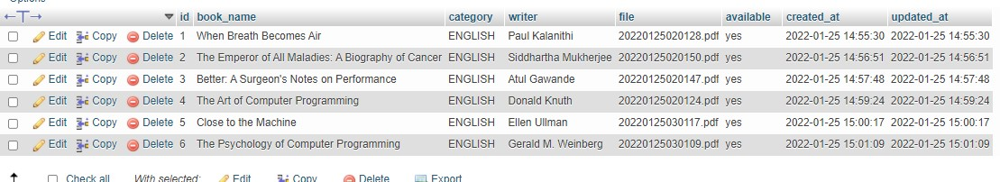 Options
←T→ ▼ id book_name category writer file available created_at updated_at
Edit Copy Delete 1 When Breath Becomes Air ENGLISH Paul Kalanithi 20220125020128.pdf yes 2022-01-25 14:55:30 2022-01-25 14:55:30
Edit Copy Delete 2 The Emperor of All Maladies: A Biography of Cancer ENGLISH Siddhartha Mukherjee 20220125020150.pdf yes 2022-01-25 14:56:51 2022-01-25 14:56:51
Edit Copy Delete 3 Better: A Surgeon's Notes on Performance ENGLISH Atul Gawande 20220125020147.pdf yes 2022-01-25 14:57:48 2022-01-25 14:57:48
Edit Copy Delete 4 The Art of Computer Programming ENGLISH Donald Knuth 20220125020124.pdf yes 2022-01-25 14:59:24 2022-01-25 14:59:24
Edit Copy Delete 5 Close to the Machine ENGLISH Ellen Ullman 20220125030117.pdf yes 2022-01-25 15:00:17 2022-01-25 15:00:17
Edit Copy Delete 6 The Psychology of Computer Programming ENGLISH Gerald M. Weinberg 20220125030109.pdf yes 2022-01-25 15:01:09 2022-01-25 15:01:09
Check all With selected: Edit Copy Delete Export